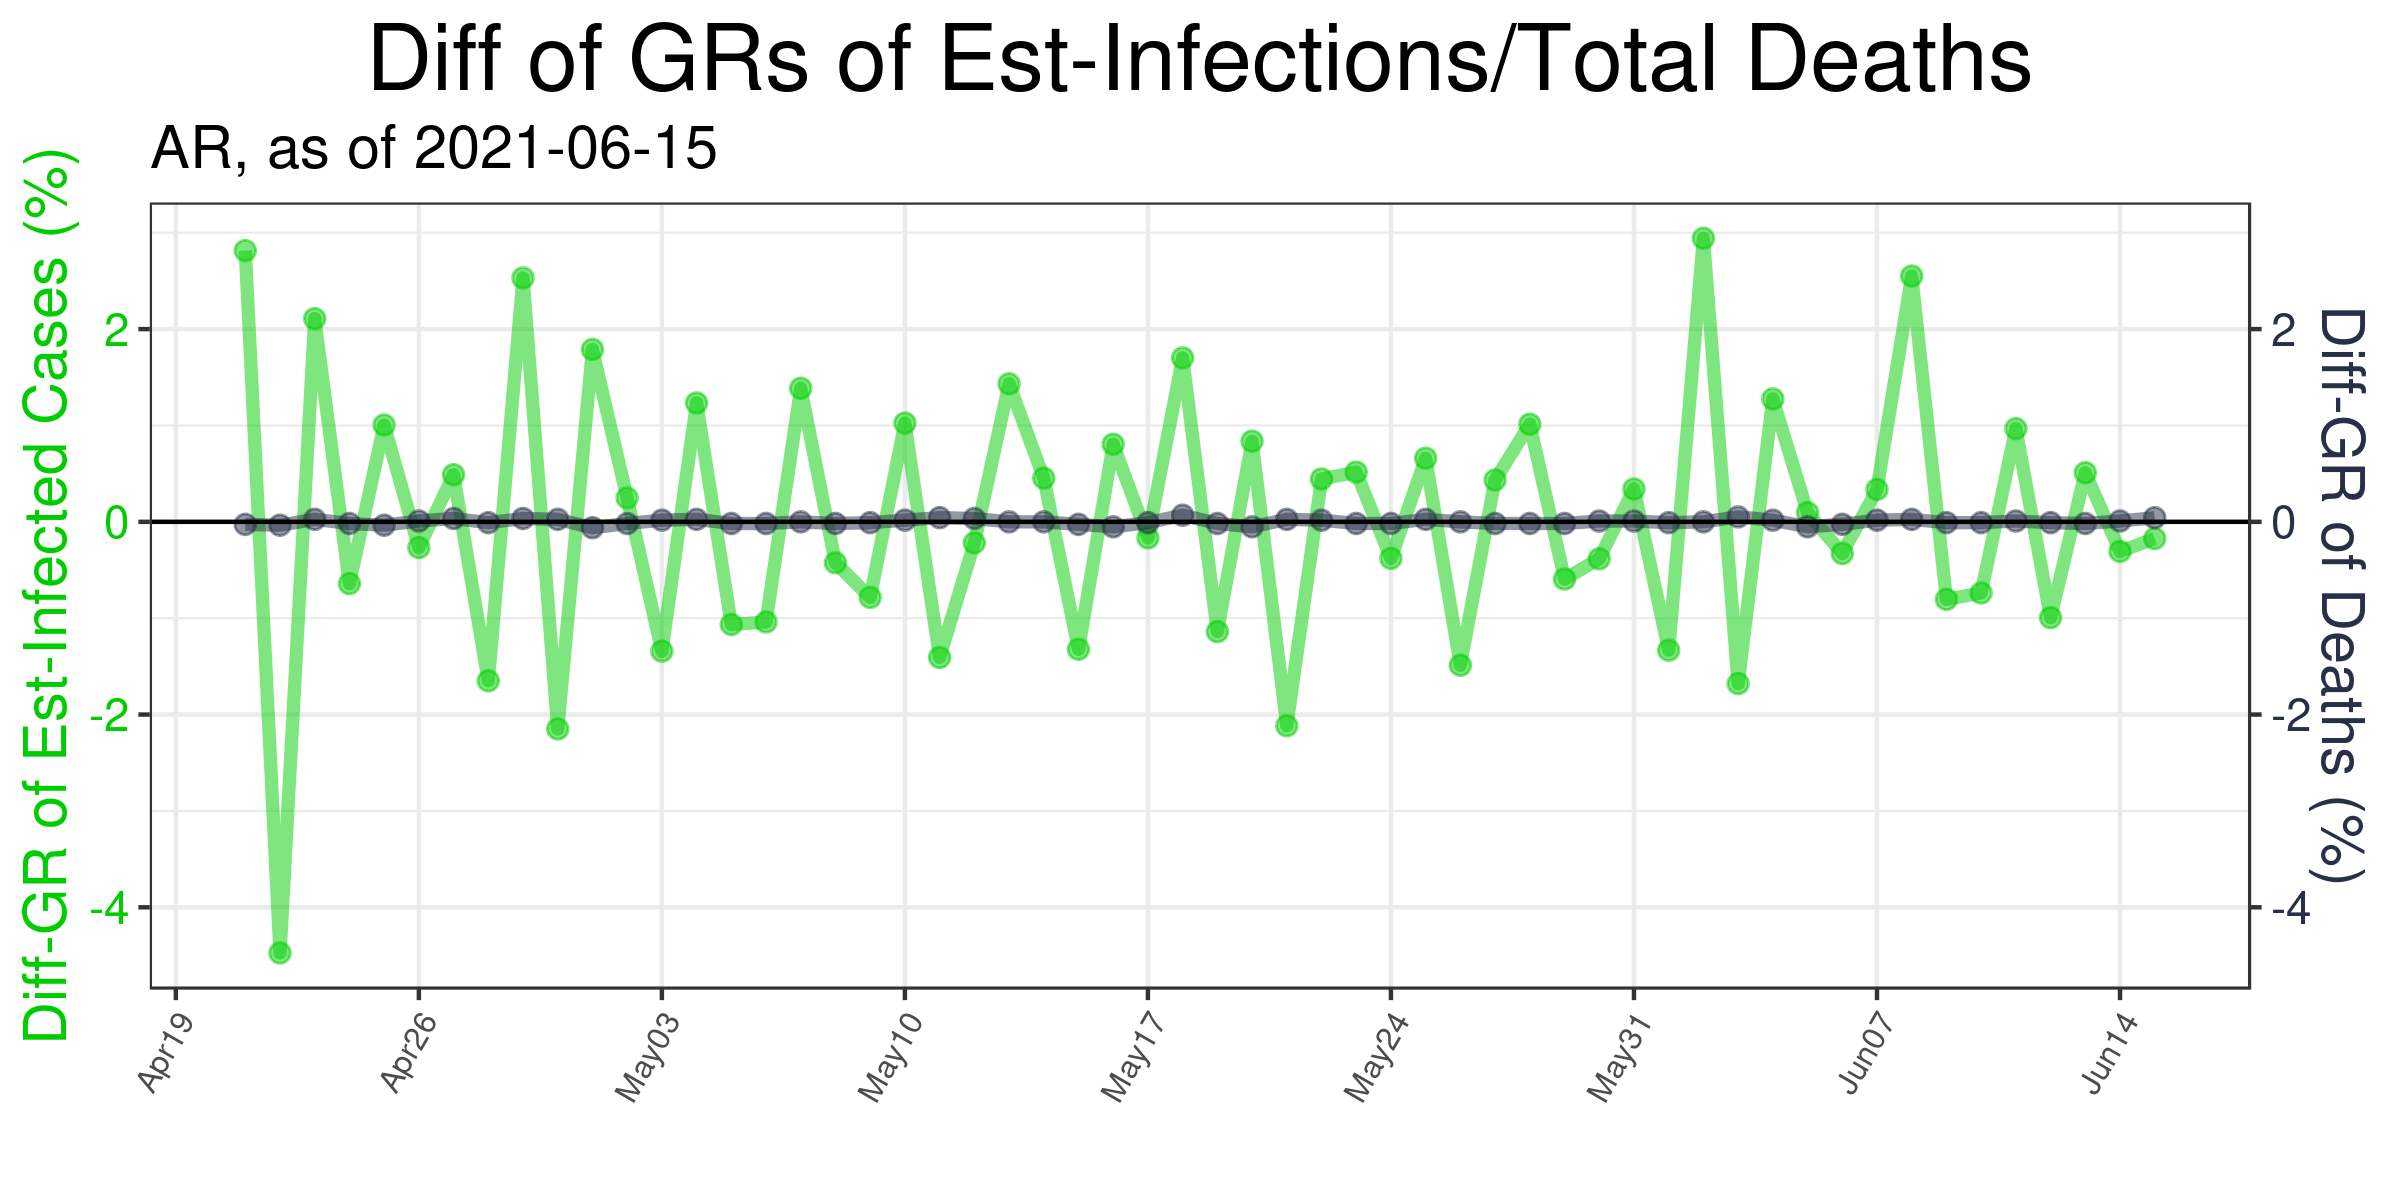 Diff of GRs of Est-Infections/Total Deaths
AR, as of 2021-06-15
Diff-GR of Est-Infected Cases (%)
2
0
-2
-4
2
0
-2
-4
Diff-GR of Deaths (%)
Apr19
Apr26
May03
May10
May17
May24
May31
Jun07
Jun14